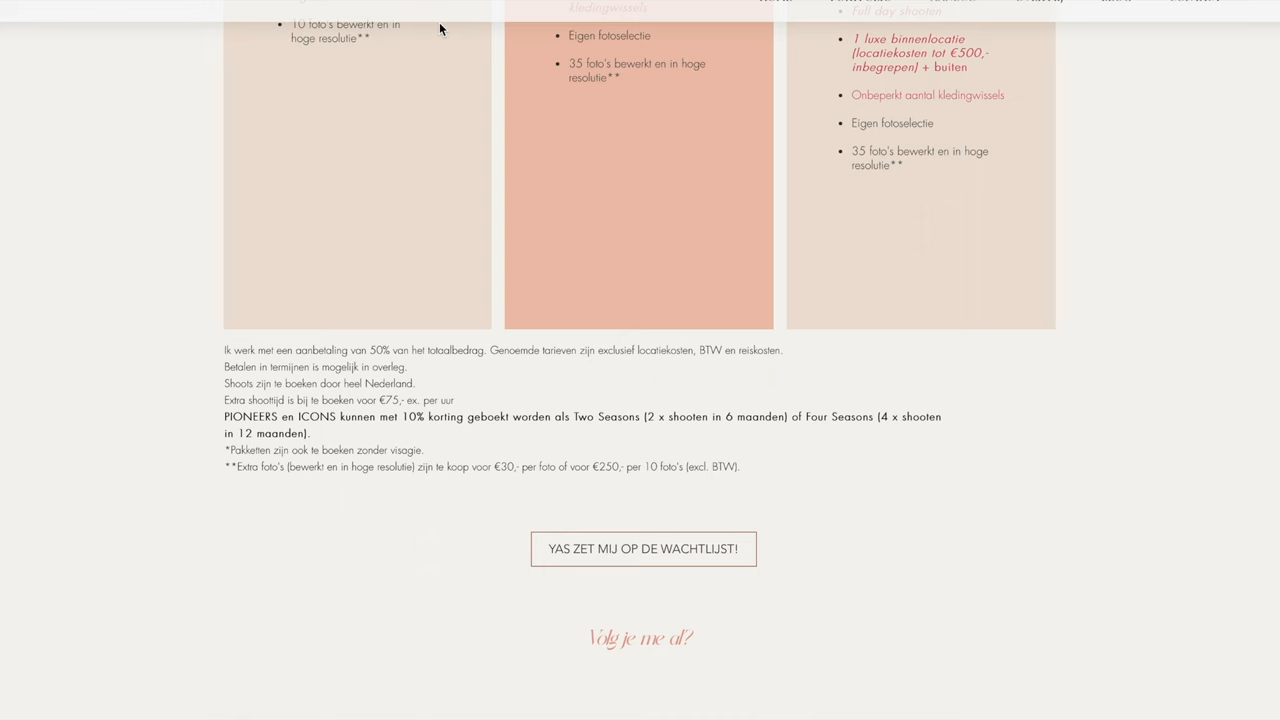 10 foto's bewerkt en in
hoge resolutie**
kledingwissels
Eigen fotoselectie
35 foto's bewerkt en in hoge
resolutie**
Full day shooten
1 luxe binnenlocatie
(locatiekosten tot €500,-
inbegrepen) + buiten
Onbeperkt aantal kledingwissels
Eigen fotoselectie
35 foto's bewerkt en in hoge
resolutie**
Ik werk met een aanbetaling van 50% van het totaalbedrag. Genoemde tarieven zijn exclusief locatiekosten, BTW en reiskosten.
Betalen in termijnen is mogelijk in overleg.
Shoots zijn te boeken door heel Nederland.
Extra shoottijd is bij te boeken voor €75,- ex. per uur
PIONEERS en ICONS kunnen met 10% korting geboekt worden als Two Seasons (2 x shooten in 6 maanden) of Four Seasons (4 x shooten
in 12 maanden).
*Pakketten zijn ook te boeken zonder visagie.
**Extra foto's (bewerkt en in hoge resolutie) zijn te koop voor €30,- per foto of voor €250,- per 10 foto's (excl. BTW).
YAS ZET MIJ OP DE WACHTLIJST!
Volg je me al?